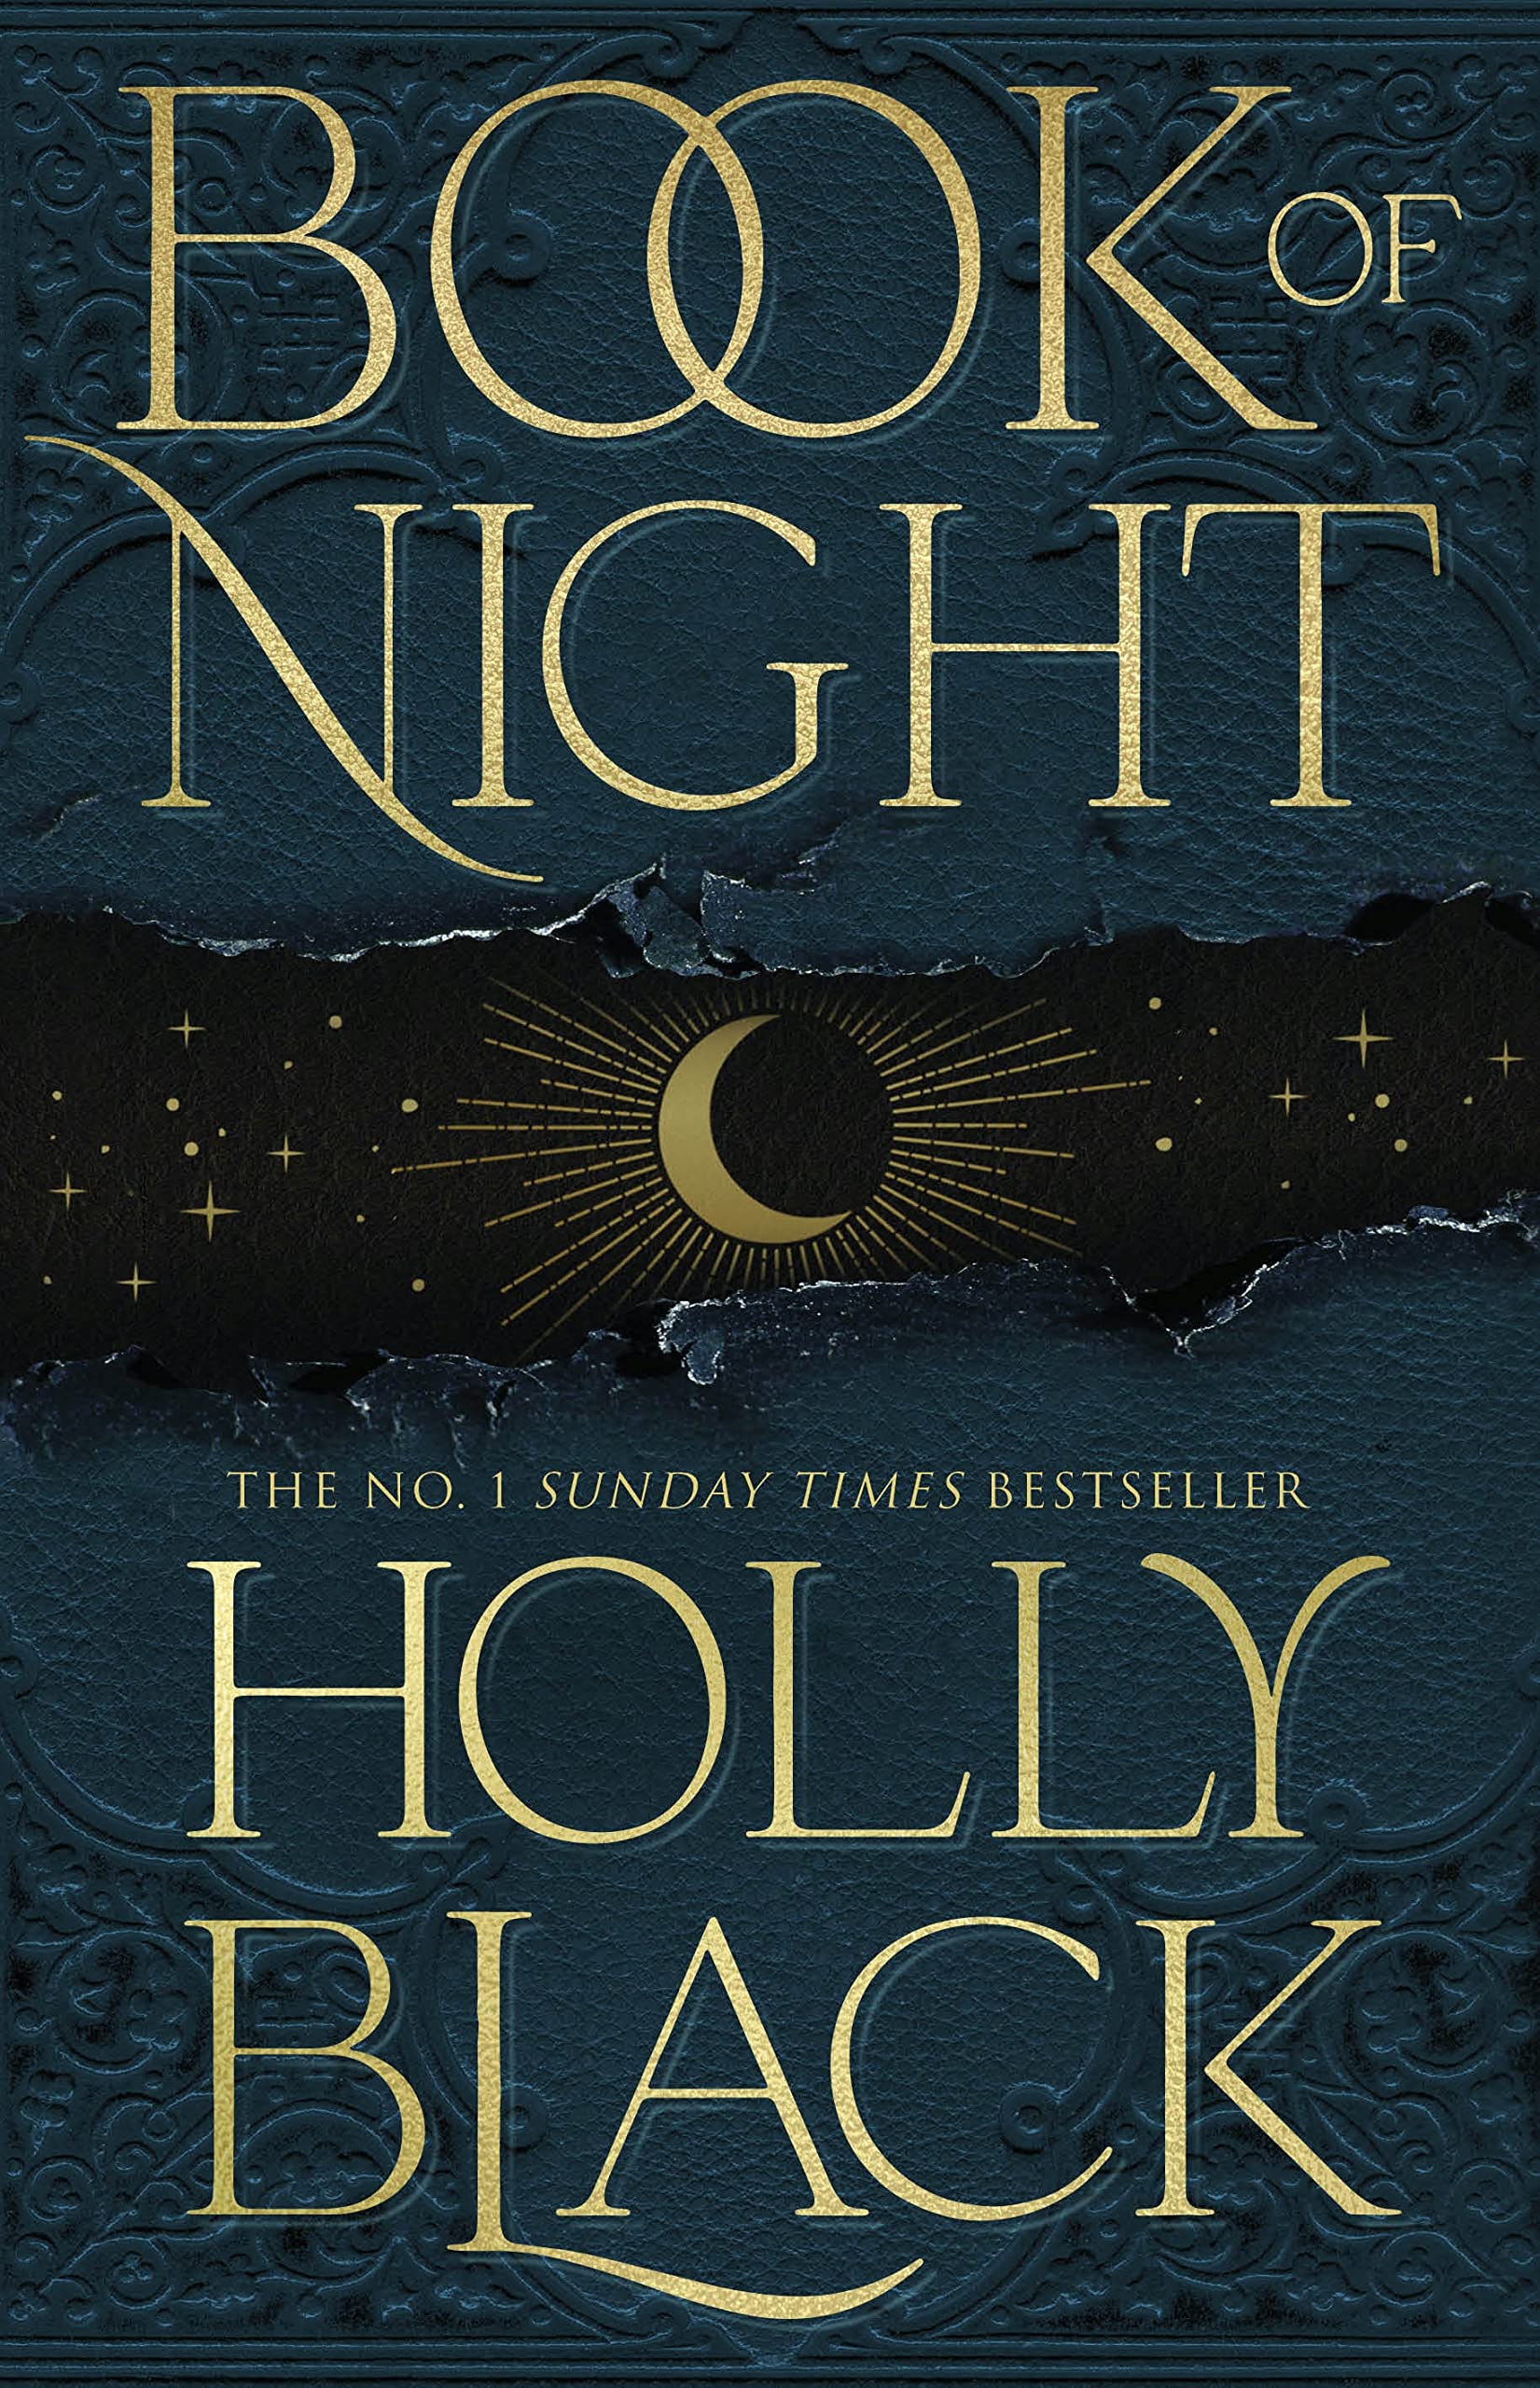 BOOK OF
NIGHT
THE NO. 1 SUNDAY TIMES BESTSELLER
HOLLY
BLACK